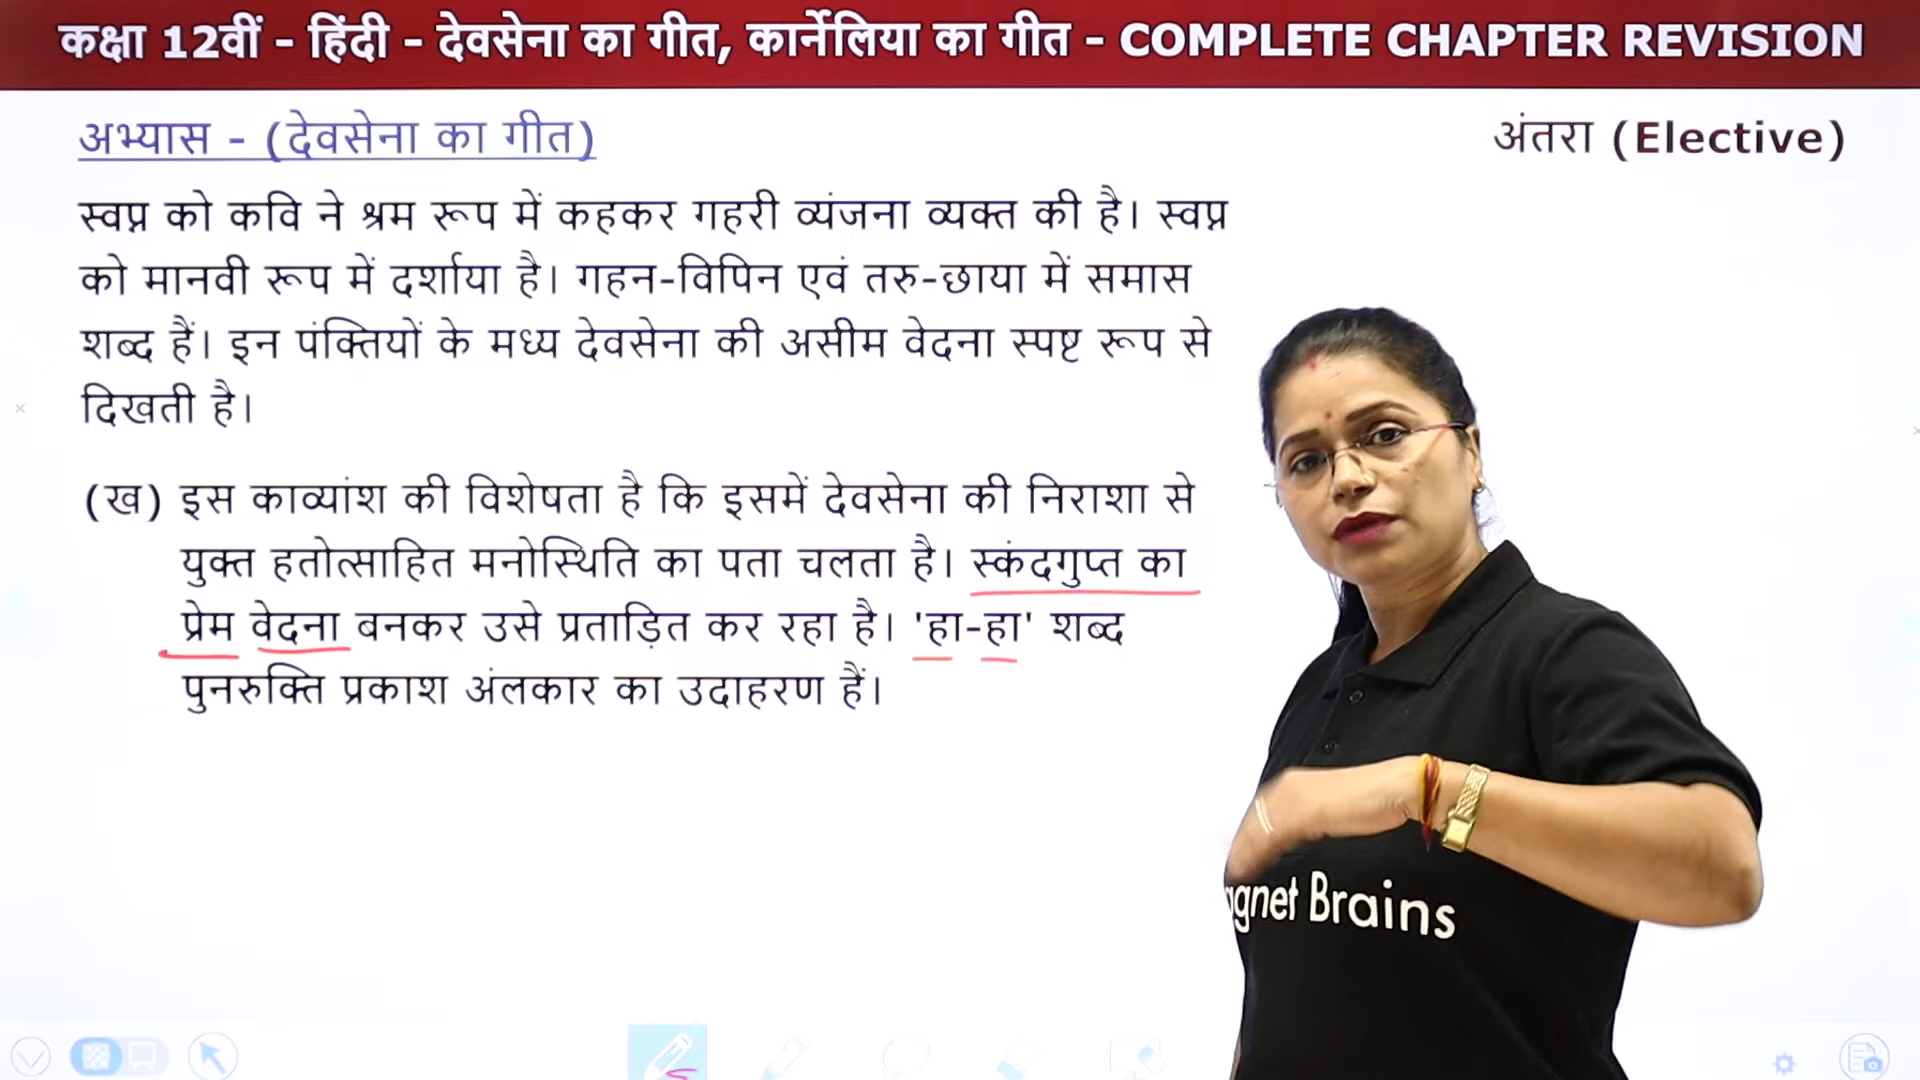 कक्षा 12वीं - हिंदी - देवसेना का गीत, कार्नेलिया का गीत - COMPLETE CHAPTER REVISION
अभ्यास - (देवसेना का गीत)
अंतरा (Elective)
स्वप्न को कवि ने श्रम रूप में कहकर गहरी व्यंजना व्यक्त की है। स्वप्न
को मानवी रूप में दर्शाया है। गहन-विपिन एवं तरु-छाया में समास
शब्द हैं। इन पंक्तियों के मध्य देवसेना की असीम वेदना स्पष्ट रूप से
दिखती है।
(ख) इस काव्यांश की विशेषता है कि इसमें देवसेना की निराशा से
युक्त हतोत्साहित मनोस्थिति का पता चलता है। स्कंदगुप्त का
प्रेम वेदना बनकर उसे प्रताड़ित कर रहा है। 'हा-हा' शब्द
पुनरुक्ति प्रकाश अंलकार का उदाहरण हैं।
Brains